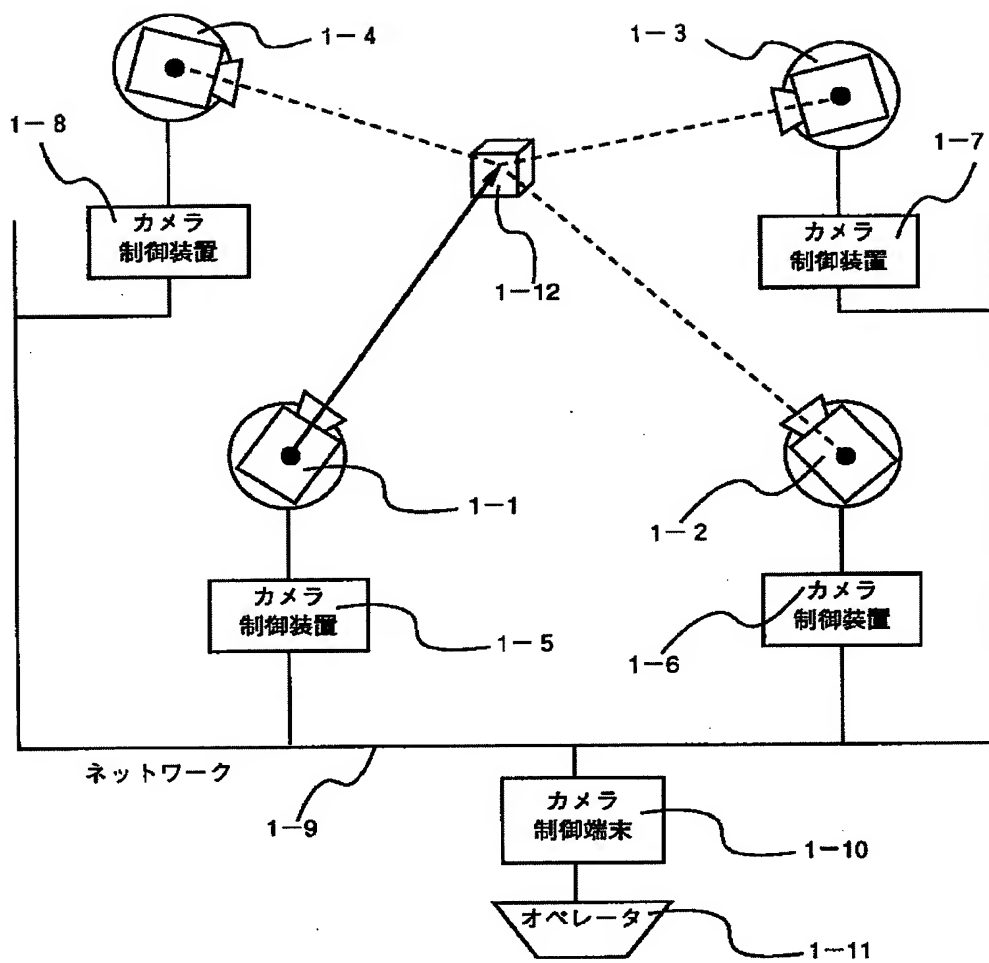 1-4
1-3
1-8
1-7
カメラ
制御装置
カメラ
制御装置
1-12
1-1
1-2
カメラ
制御装置
カメラ
制御装置
1-5
1-6
ネットワーク
1-9
カメラ
制御端末
1-10
オペレータ
1-11